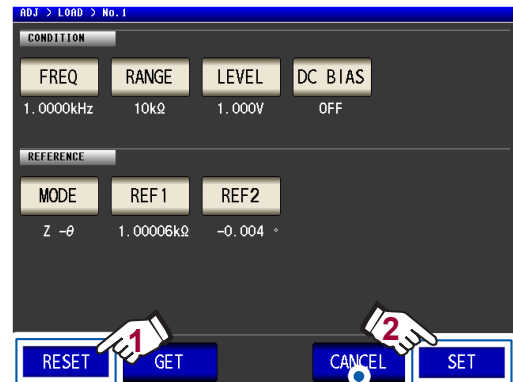 ADJ > LOAD > No.1
CONDITION
FREQ RANGE LEVEL DC BIAS
1.0000kHz 10kΩ 1.000V OFF
REFERENCE
MODE REF1 REF2
Z -θ 1.00006kΩ -0.004 °
1 2
RESET GET CANCEL SET